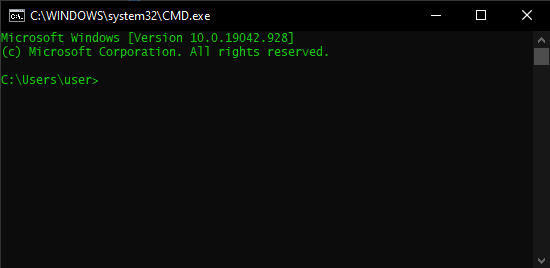 C:\WINDOWS\system32\CMD.exe
Microsoft Windows [Version 10.0.19042.928]
(c) Microsoft Corporation. All rights reserved.
C:\Users\user>